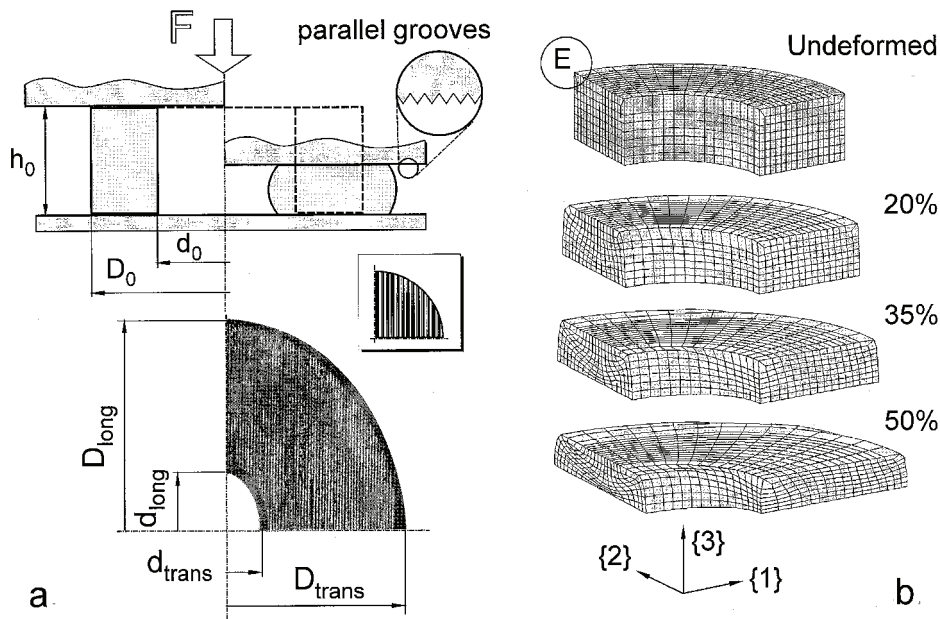 F
parallel grooves
h0
d0
D0
Dlong
dlong
dtrans
Dtrans
a
E
Undeformed
20%
35%
50%
{3}
{2}
{1}
b